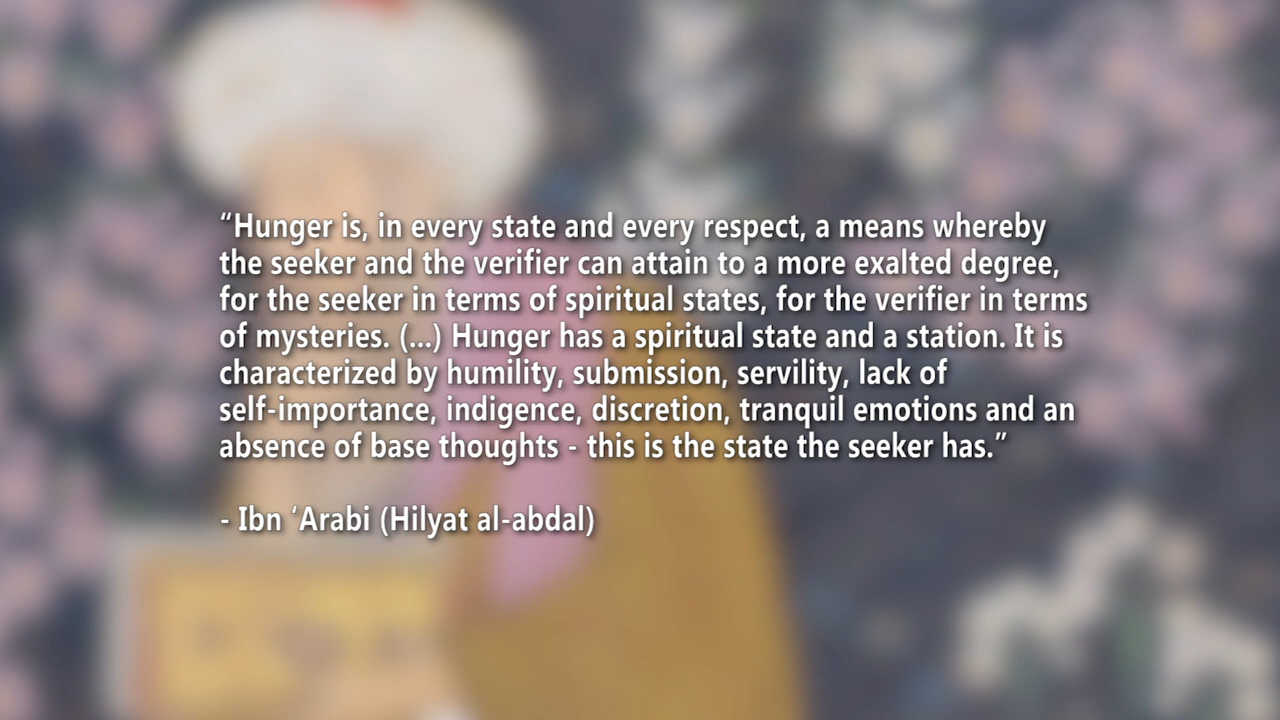 “Hunger is, in every state and every respect, a means whereby
the seeker and the verifier can attain to a more exalted degree,
for the seeker in terms of spiritual states, for the verifier in terms
of mysteries. (...) Hunger has a spiritual state and a station. It is
characterized by humility, submission, servility, lack of
self-importance, indigence, discretion, tranquil emotions and an
absence of base thoughts - this is the state the seeker has.”
- Ibn ‘Arabi (Hilyat al-abdal)